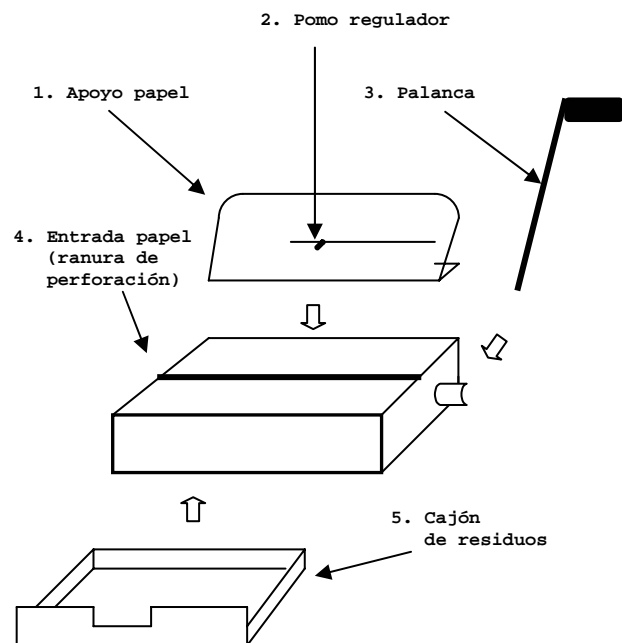 2. Pomo regulador
1. Apoyo papel
3. Palanca
4. Entrada papel
(ranura de
perforación)
5. Cajón
de residuos